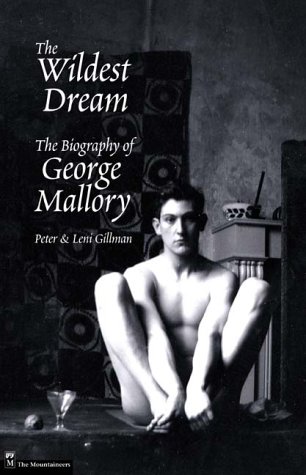 The
Wildest
Dream
The Biography of
George
Mallory
Peter & Leni Gillman
M
The Mountaineers